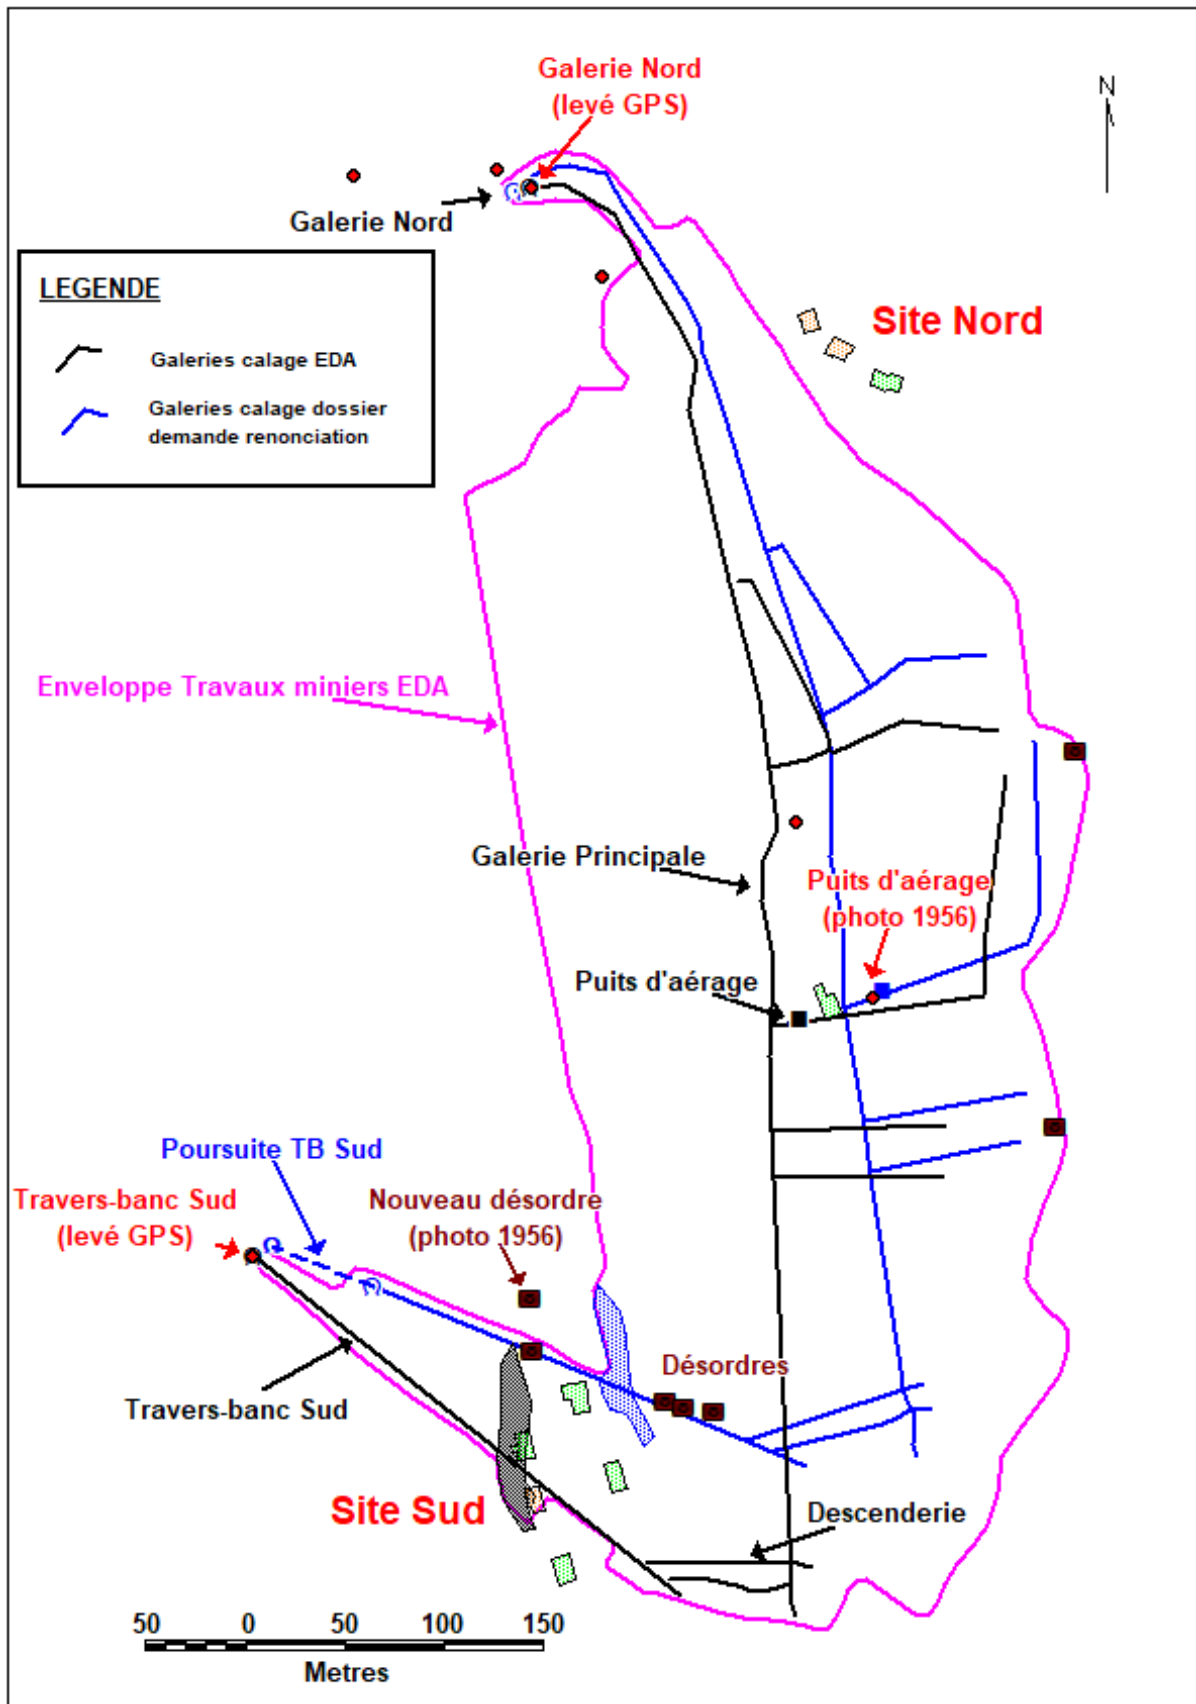 Galerie Nord
(levé GPS)
N
Galerie Nord
LEGENDE
Galeries calage EDA
Galeries calage dossier
demande renonciation
Site Nord
Enveloppe Travaux miniers EDA
Galerie Principale
Puits d'aérage
(photo 1956)
Puits d'aérage
Poursuite TB Sud
Travers-banc Sud
(levé GPS)
Nouveau désordre
(photo 1956)
Désordres
Travers-banc Sud
Site Sud
Descenderie
50 0 50 100 150
Metres